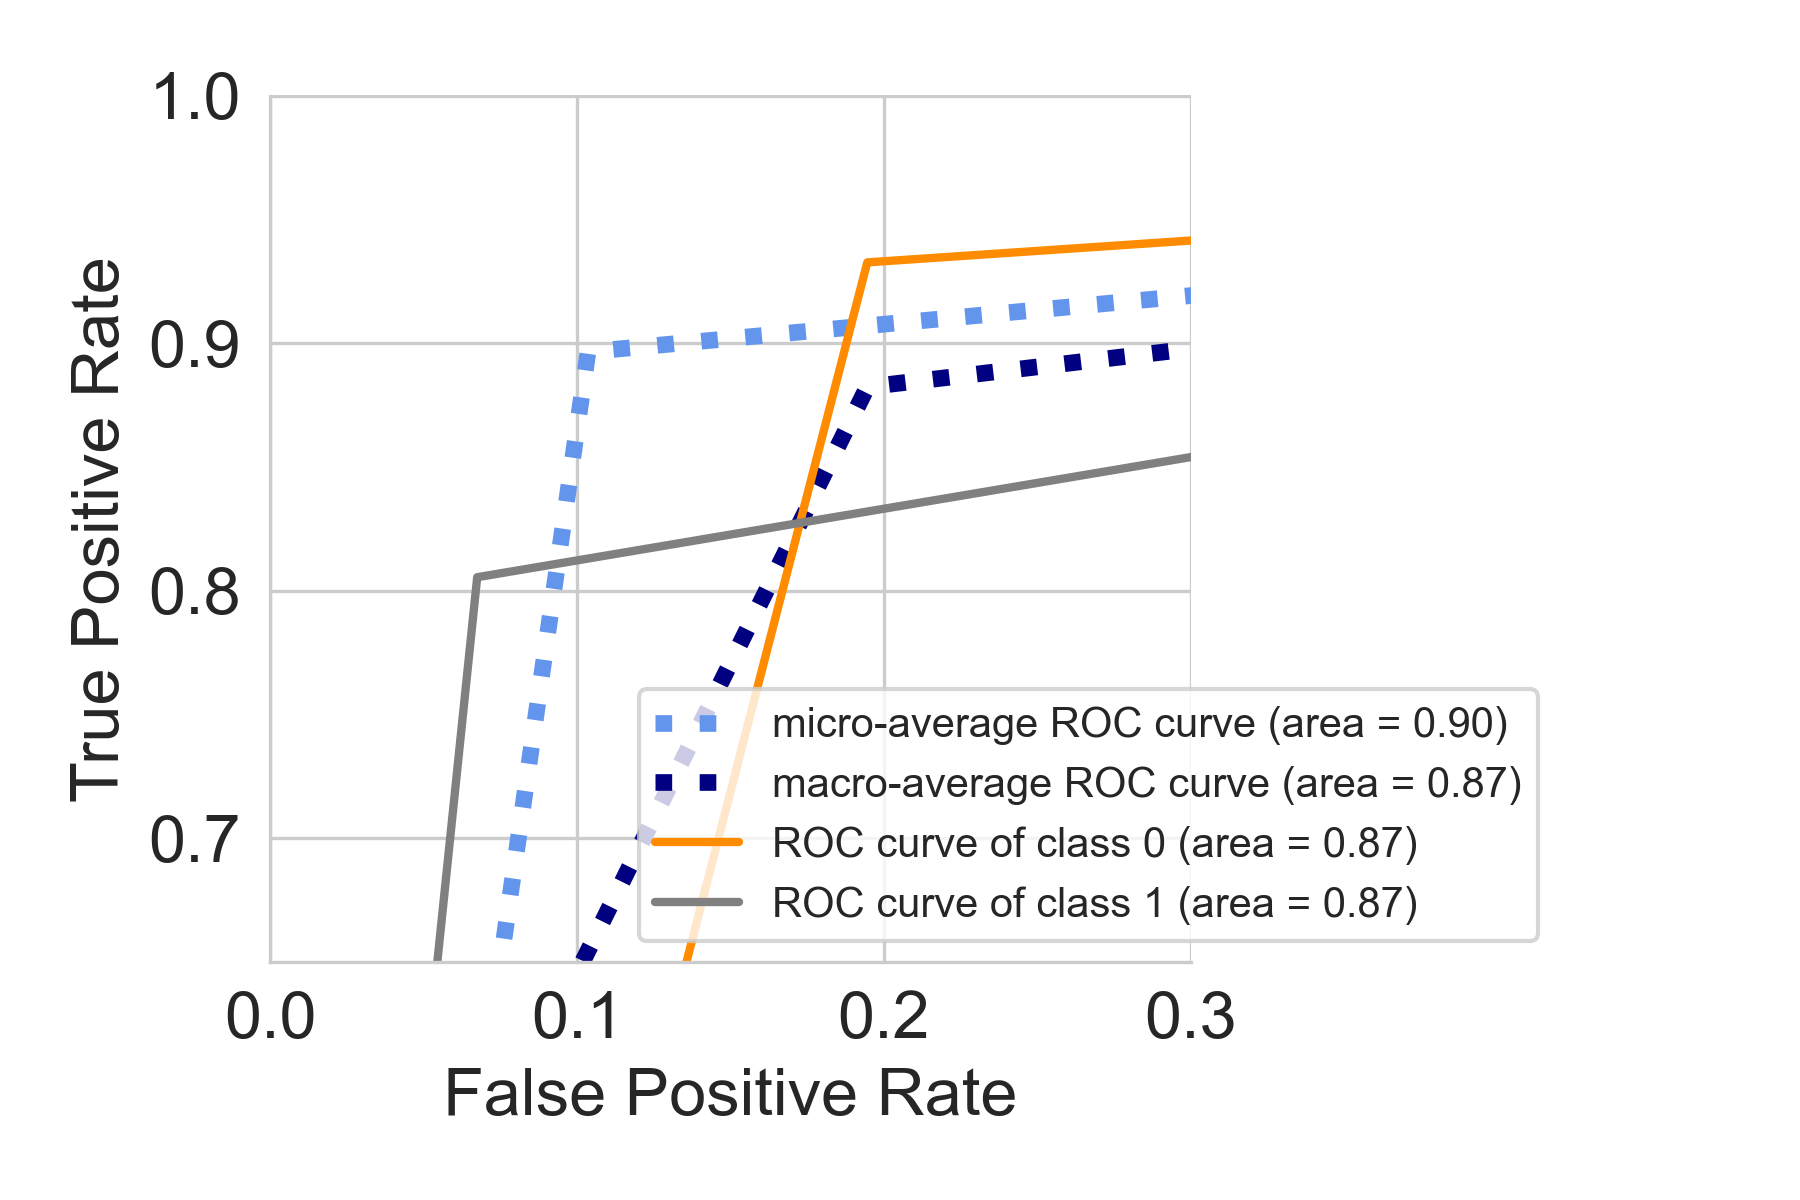 1.0
0.9
0.8
0.7
True Positive Rate
micro-average ROC curve (area = 0.90)
macro-average ROC curve (area = 0.87)
ROC curve of class 0 (area = 0.87)
ROC curve of class 1 (area = 0.87)
0.0 0.1 0.2 0.3
False Positive Rate